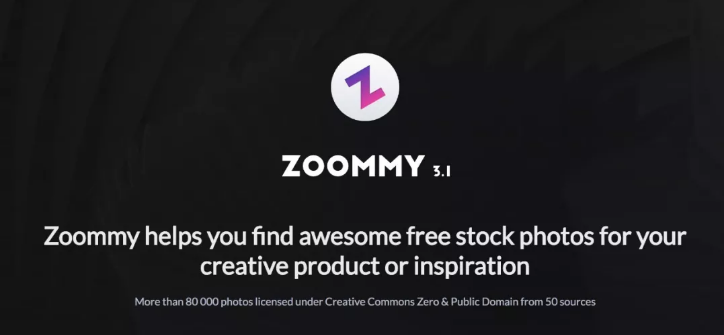 ZOOMMY 3.1
Zoommy helps you find awesome free stock photos for your
creative product or inspiration
More than 80 000 photos licensed under Creative Commons Zero & Public Domain from 50 sources